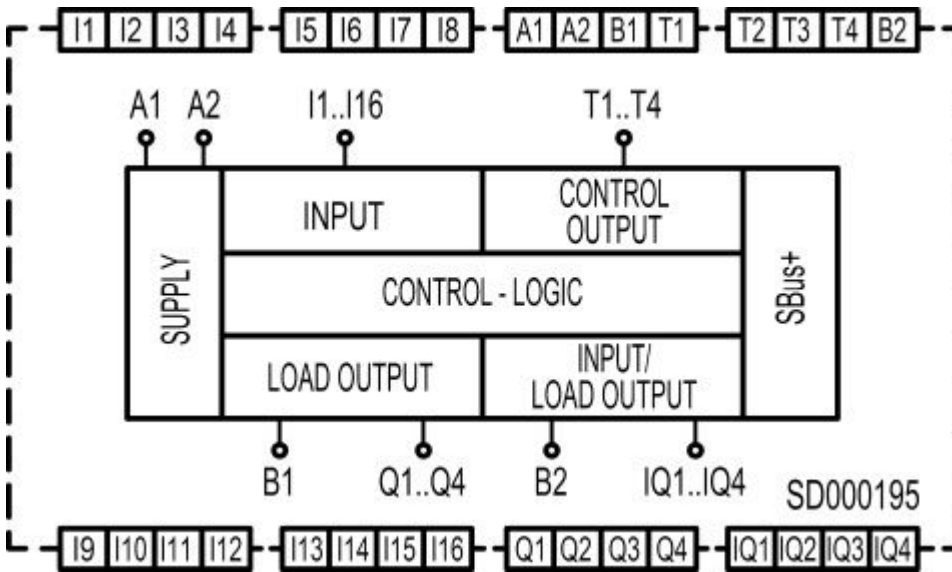 I1 I2 I3 I4 I5 I6 I7 I8 A1 A2 B1 T1 T2 T3 T4 B2
A1 A2 I1..I16 T1..T4
SUPPLY
INPUT
CONTROL
OUTPUT
CONTROL - LOGIC
SBus+
LOAD OUTPUT
INPUT/
LOAD OUTPUT
B1 Q1..Q4 B2 IQ1..IQ4
SD000195
I9 I10 I11 I12 I13 I14 I15 I16 Q1 Q2 Q3 Q4 IQ1 IQ2 IQ3 IQ4